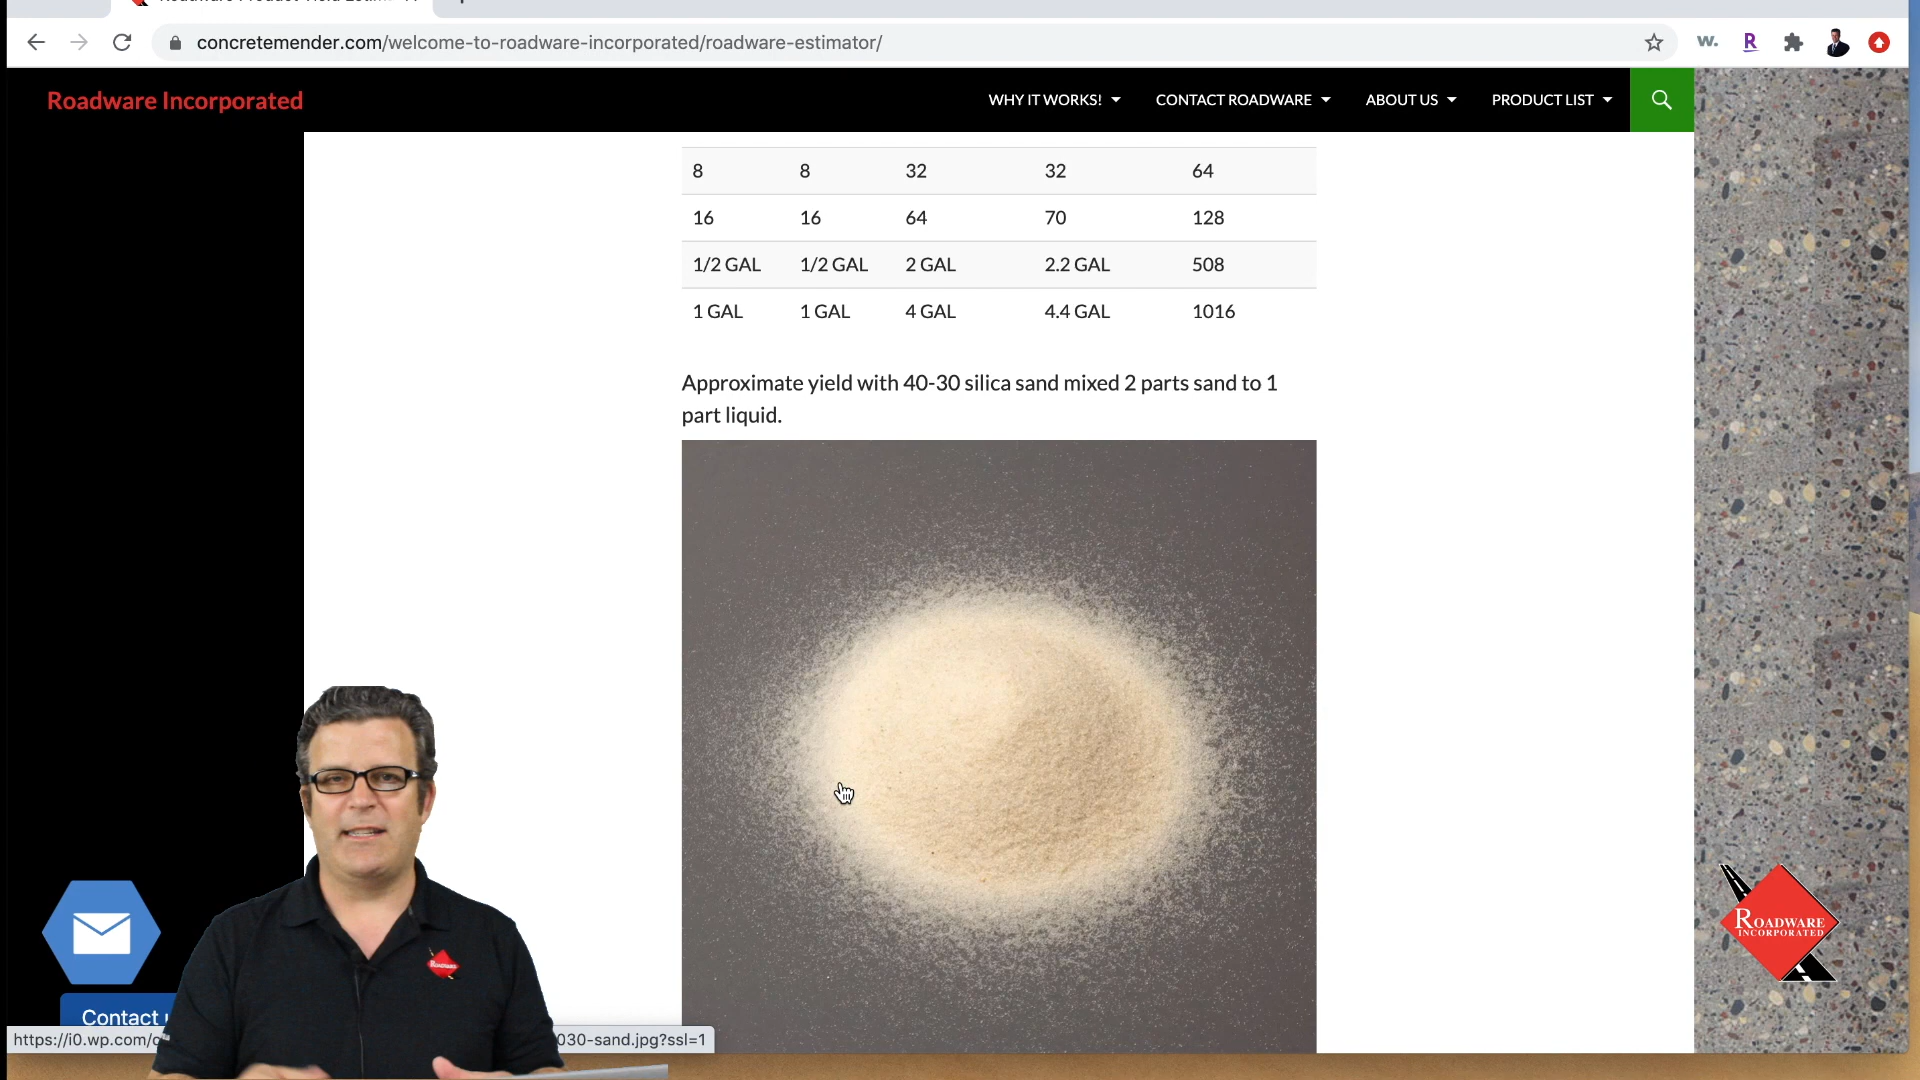 concretemender.com/welcome-to-roadware-incorporated/roadware-estimator/
W. R
Roadware Incorporated
WHY IT WORKS! CONTACT ROADWARE ABOUT US PRODUCT LIST
8 8 32 32 64
16 16 64 70 128
1/2 GAL 1/2 GAL 2 GAL 2.2 GAL 508
1 GAL 1 GAL 4 GAL 4.4 GAL 1016
Approximate yield with 40-30 silica sand mixed 2 parts sand to 1
part liquid.
ROADWARE
INCORPORATED
ROADWARE
Contact
https://i0.wp.com/ 030-sand.jpg?ssl=1